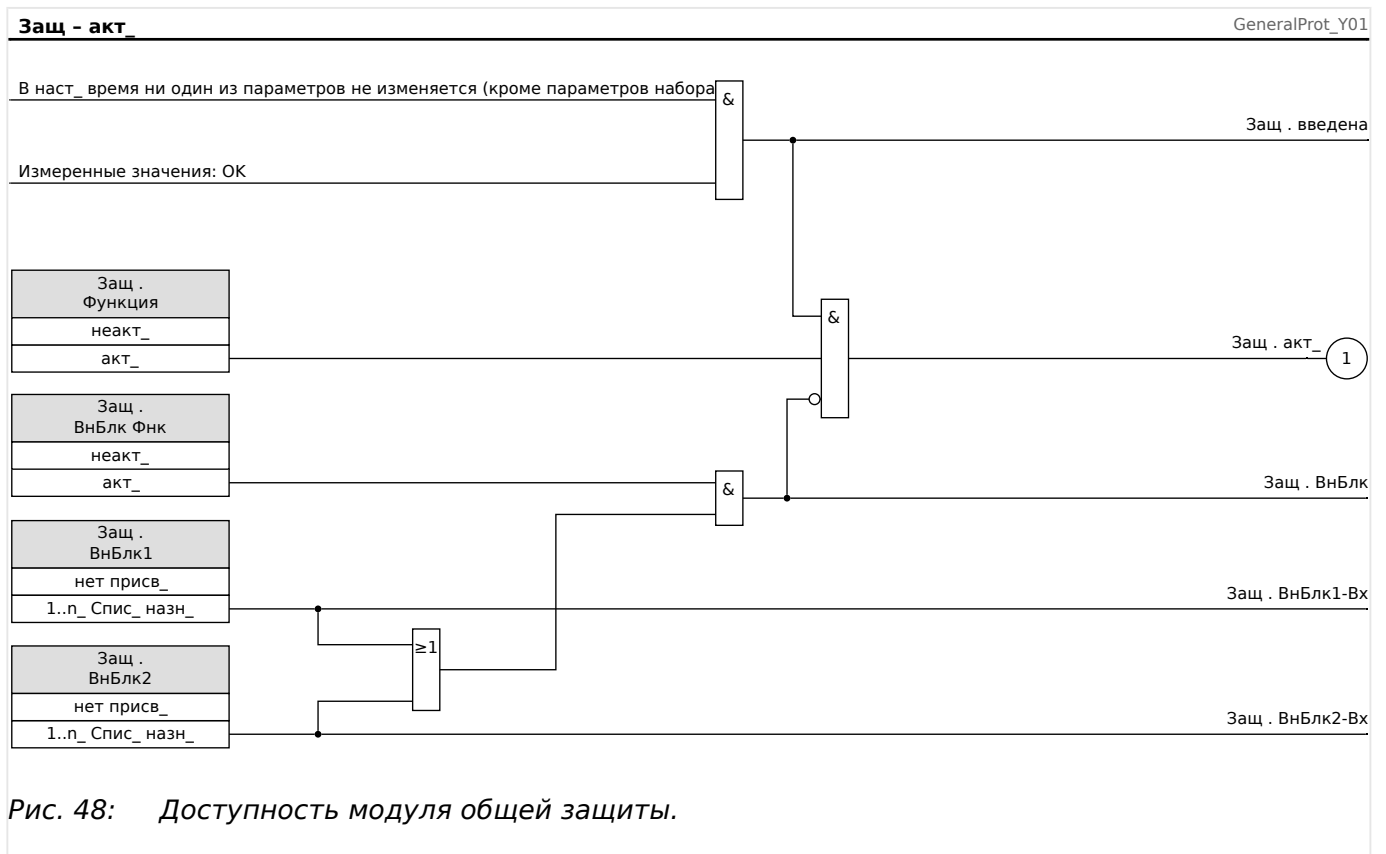 Защ – акт_
GeneralProt_Y01
В наст_ время ни один из параметров не изменяется (кроме параметров набора
&
Защ . введена
Измеренные значения: OK
Защ .
Функция
неакт_
акт_
&
Защ . акт_
1
Защ .
ВнБлк Фнк
неакт_
акт_
&
Защ . ВнБлк
Защ .
ВнБлк1
нет присв_
1..n_ Спис_ назн_
Защ . ВнБлк1-Вх
≥1
Защ .
ВнБлк2
нет присв_
1..n_ Спис_ назн_
Защ . ВнБлк2-Вх
Рис. 48: Доступность модуля общей защиты.